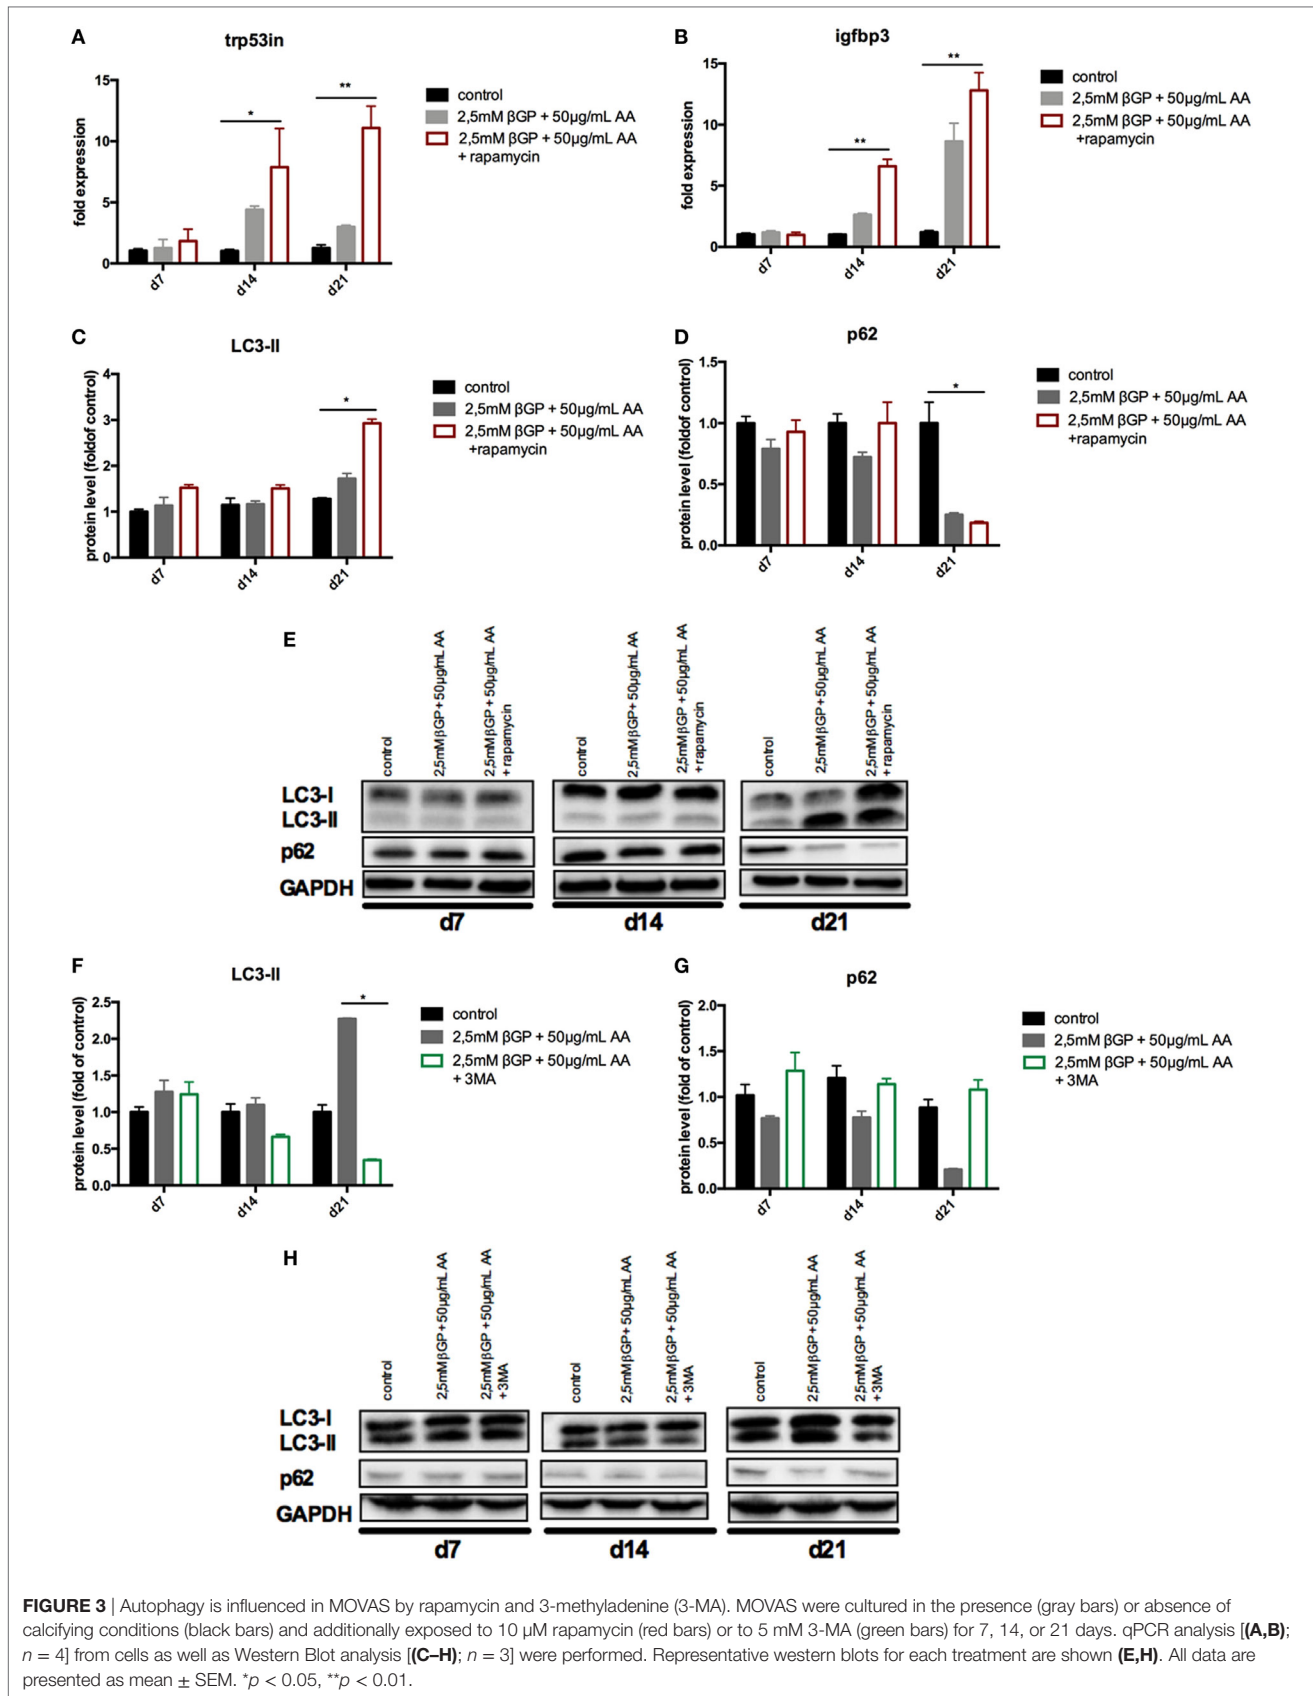 A
trp53in
fold expression
15
10
5
0
*
**
d7
d14
d21
control
2,5mM βGP + 50µg/mL AA
2,5mM βGP + 50µg/mL AA
+ rapamycin
B
igfbp3
fold expression
15
10
5
0
**
**
d7
d14
d21
control
2,5mM βGP + 50µg/mL AA
2,5mM βGP + 50µg/mL AA
+rapamycin
C
LC3-II
protein level (foldof control)
4
3
2
1
0
*
d7
d14
d21
control
2,5mM βGP + 50µg/mL AA
2,5mM βGP + 50µg/mL AA
+rapamycin
D
p62
protein level (foldof control)
1.5
1.0
0.5
0.0
*
d7
d14
d21
control
2,5mM βGP + 50µg/mL AA
2,5mM βGP + 50µg/mL AA
+rapamycin
E
control
2,5mMβGP+50µg/mL AA
2,5mMβGP + 50µg/mL AA
+ rapamycin
control
2,5mMβGP+ 50µg/mL AA
2,5mMβGP + 50µg/mL AA
+ rapamycin
control
2,5mMβGP+50µg/mL AA
2,5mMβGP + 50µg/mL AA
+ rapamycin
LC3-I
LC3-II
p62
GAPDH
d7
d14
d21
F
LC3-II
protein level (fold of control)
2.5
2.0
1.5
1.0
0.5
0.0
*
d7
d14
d21
control
2,5mM βGP + 50µg/mL AA
2,5mM βGP + 50µg/mL AA
+ 3MA
G
p62
protein level (fold of control)
2.0
1.5
1.0
0.5
0.0
d7
d14
d21
control
2,5mM βGP + 50µg/mL AA
2,5mM βGP + 50µg/mL AA
+ 3MA
H
control
2,5mMβGP+50µg/mL AA
2,5mMβGP + 50µg/mL AA
+ 3MA
control
2,5mMβGP+50µg/mL AA
2,5mMβGP + 50µg/mL AA
+ 3MA
control
2,5mMβGP+50µg/mL AA
2,5mMβGP + 50µg/mL AA
+ 3MA
LC3-I
LC3-II
p62
GAPDH
d7
d14
d21
FIGURE 3 | Autophagy is influenced in MOVAS by rapamycin and 3-methyladenine (3-MA). MOVAS were cultured in the presence (gray bars) or absence of
calcifying conditions (black bars) and additionally exposed to 10 µM rapamycin (red bars) or to 5 mM 3-MA (green bars) for 7, 14, or 21 days. qPCR analysis [(A,B);
n = 4] from cells as well as Western Blot analysis [(C–H); n = 3] were performed. Representative western blots for each treatment are shown (E,H). All data are
presented as mean ± SEM. *p < 0.05, **p < 0.01.